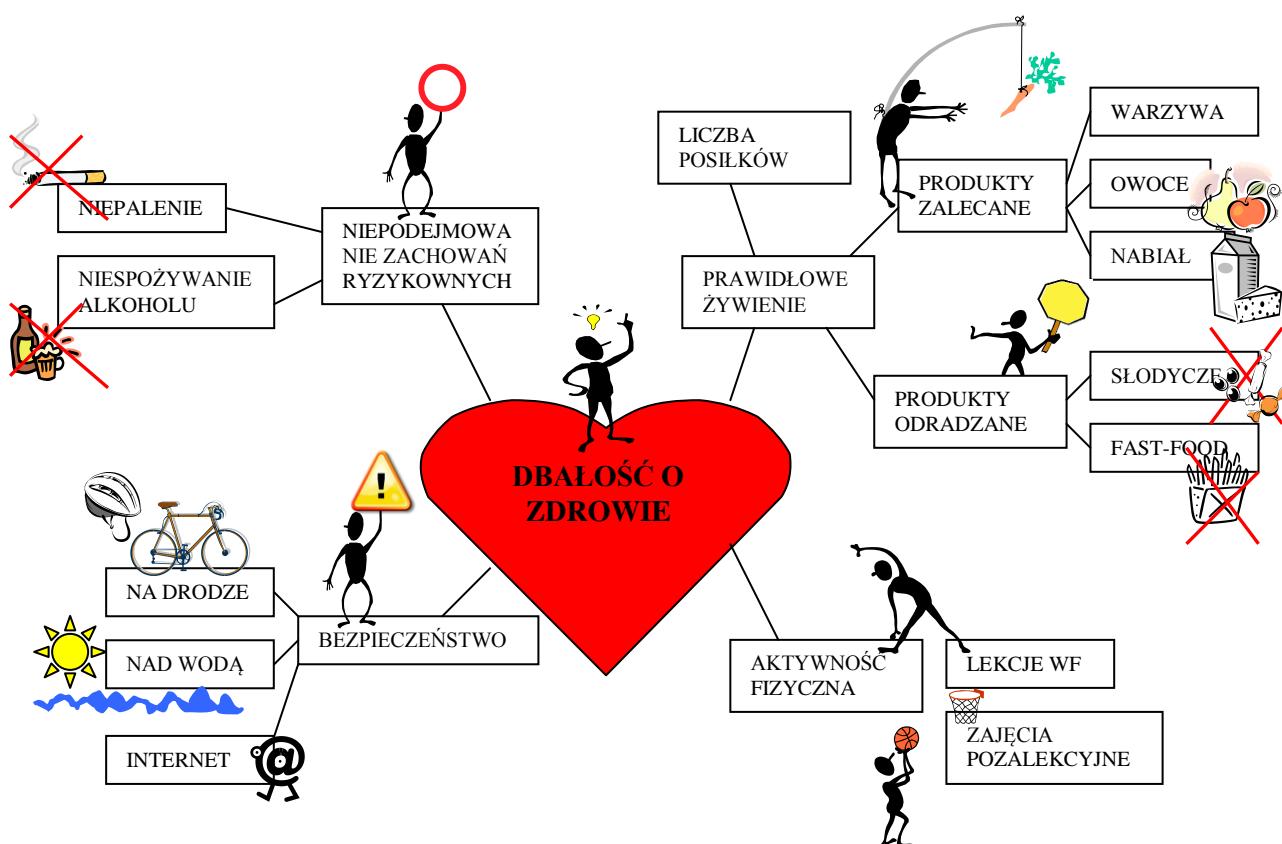 NIEPALENIE
NIESPOŻYWANIE
ALKOHOLU
NIEPODEJMOWA
NIE ZACHOWAŃ
RYZYKOWNYCH
LICZBA
POSIŁKÓW
PRAWIDŁOWE
ŻYWIENIE
PRODUKTY
ZALECANE
WARZYWA
OWOCE
NABIAŁ
PRODUKTY
ODRADZANE
SŁODYCZE
FAST-FOOD
DBAŁOŚĆ O
ZDROWIE
NA DRODZE
NAD WODĄ
INTERNET
BEZPIECZEŃSTWO
AKTYWNOŚĆ
FIZYCZNA
LEKCJE WF
ZAJĘCIA
POZALEKCYJNE